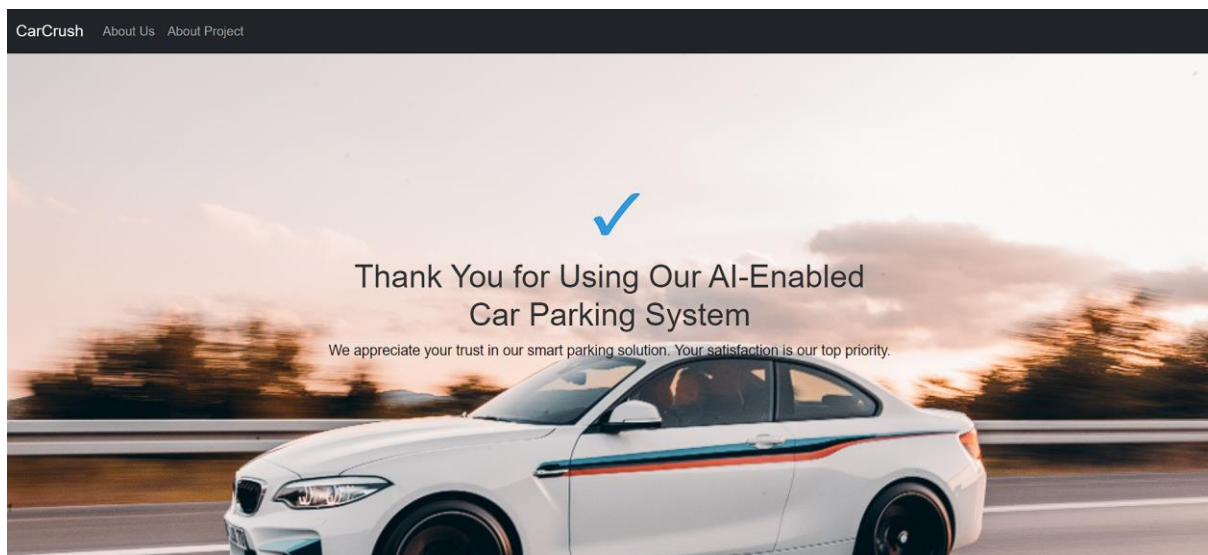 CarCrush About Us About Project
Thank You for Using Our AI-Enabled
Car Parking System
We appreciate your trust in our smart parking solution. Your satisfaction is our top priority.